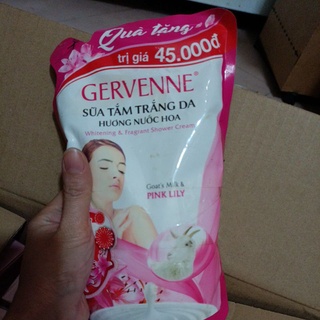 Quà tặng
trị giá 45.000đ
GERVENNE®
SỮA TẮM TRẮNG DA
HƯƠNG NƯỚC HOA
Whitening & Fragrant Shower Cream
Goat's Milk &
PINK LILY